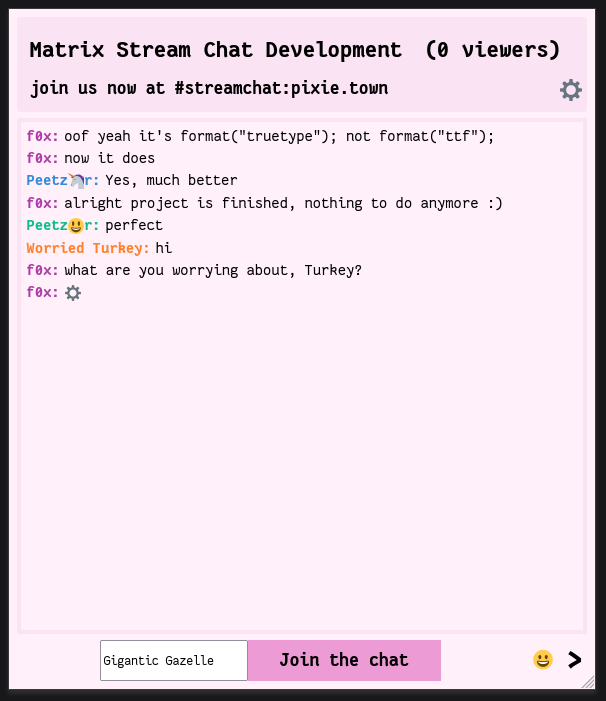 Matrix Stream Chat Development (0 viewers)
join us now at #streamchat:pixie.town
f0x: oof yeah it's format("truetype"); not format("ttf");
f0x: now it does
Peetz🦄r: Yes, much better
f0x: alright project is finished, nothing to do anymore :)
Peetz😃r: perfect
Worried Turkey: hi
f0x: what are you worrying about, Turkey?
f0x: ⚙
Gigantic Gazelle
Join the chat